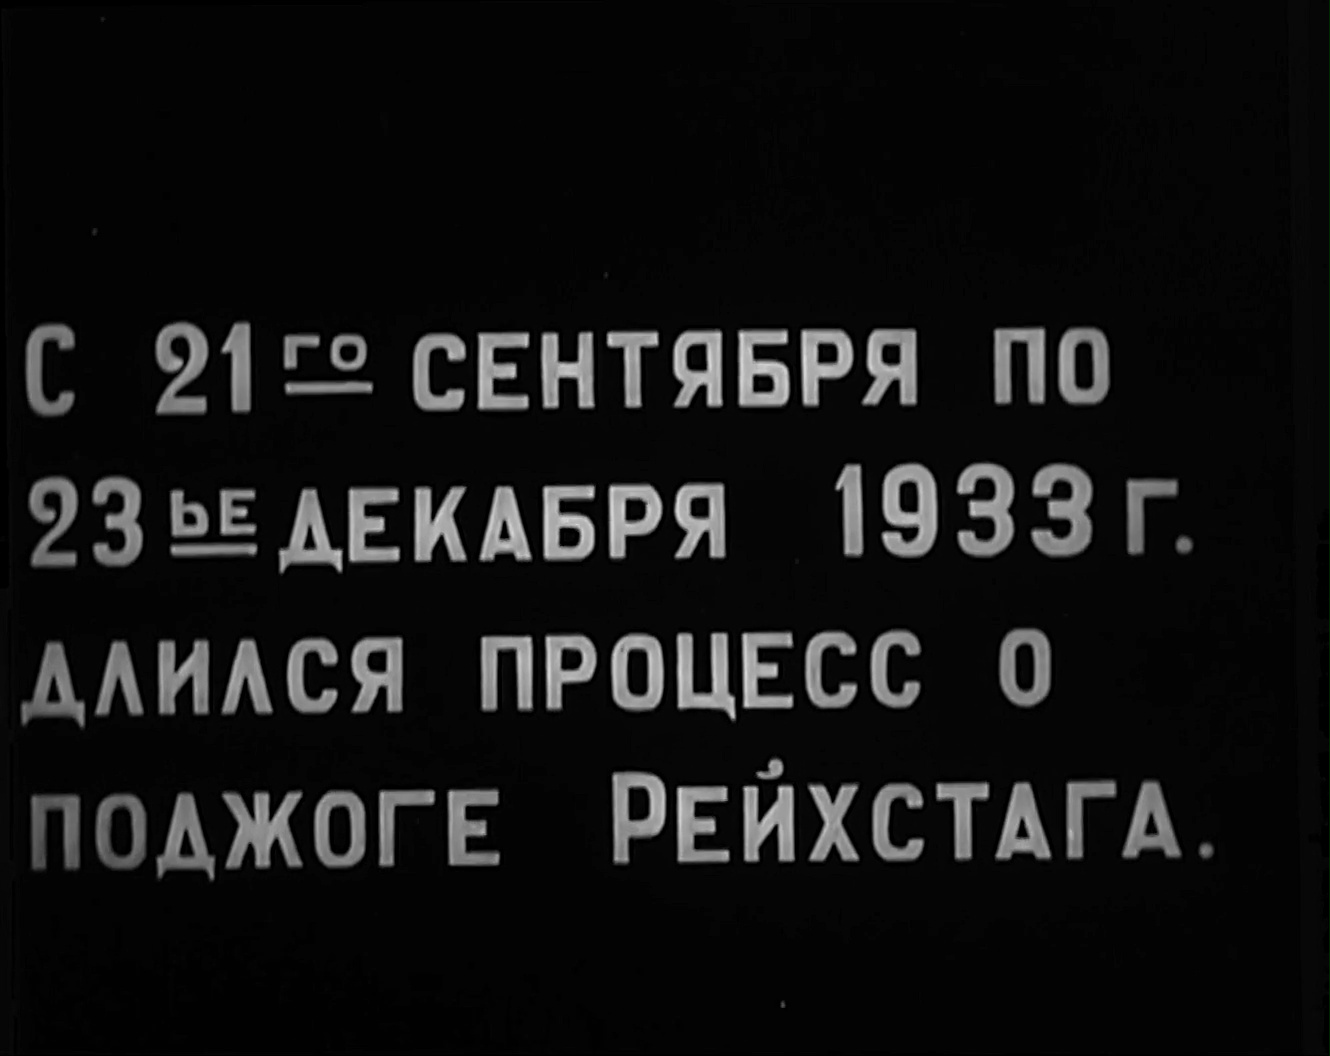 С 21го СЕНТЯБРЯ ПО
23ье ДЕКАБРЯ 1933 г.
ДЛИЛСЯ ПРОЦЕСС О
ПОДЖОГЕ РЕЙХСТАГА.